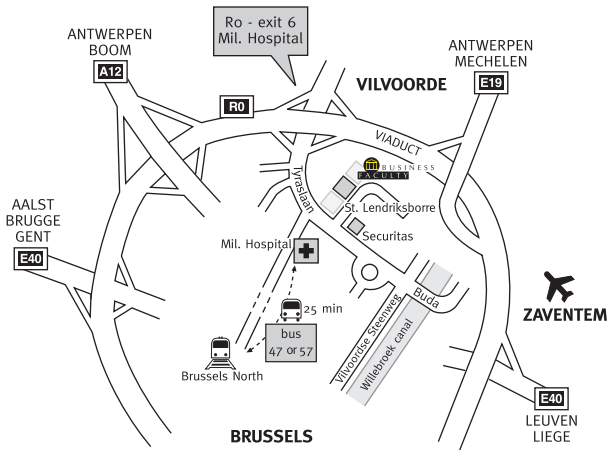 Ro - exit 6
Mil. Hospital
ANTWERPEN
BOOM
A12
ANTWERPEN
MECHELEN
E19
VILVOORDE
R0
VIADUCT
BUSINESS
FACULTY
Tyraslaan
St. Lendriksborre
Securitas
AALST
BRUGGE
GENT
E40
Mil. Hospital
25 min
bus
47 or 57
Brussels North
Buda
Vilvoordse Steenweg
Willebroek canal
ZAVENTEM
E40
LEUVEN
LIEGE
BRUSSELS